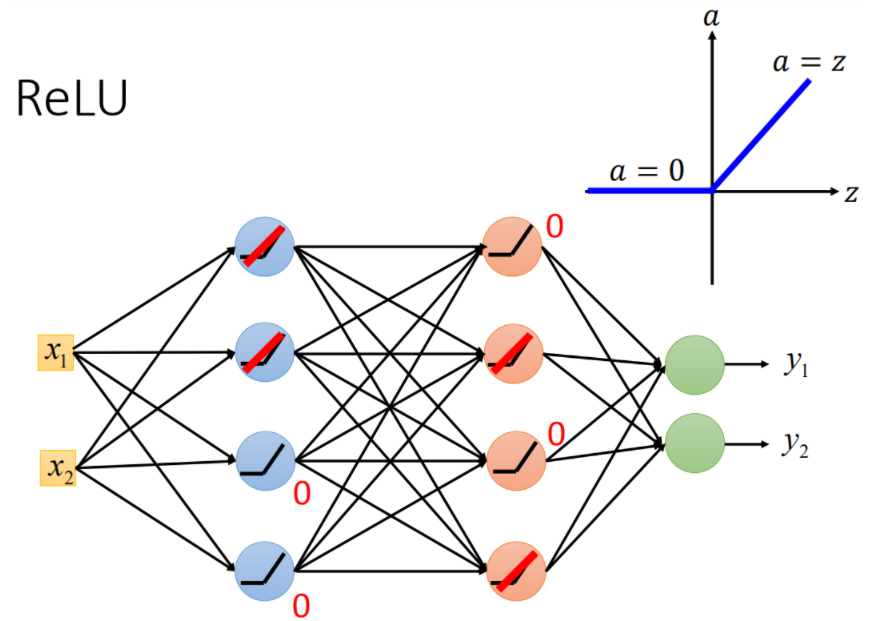 ReLU
a
a = z
a = 0
z
0
x₁
0
x₂
0
0
y₁
y₂